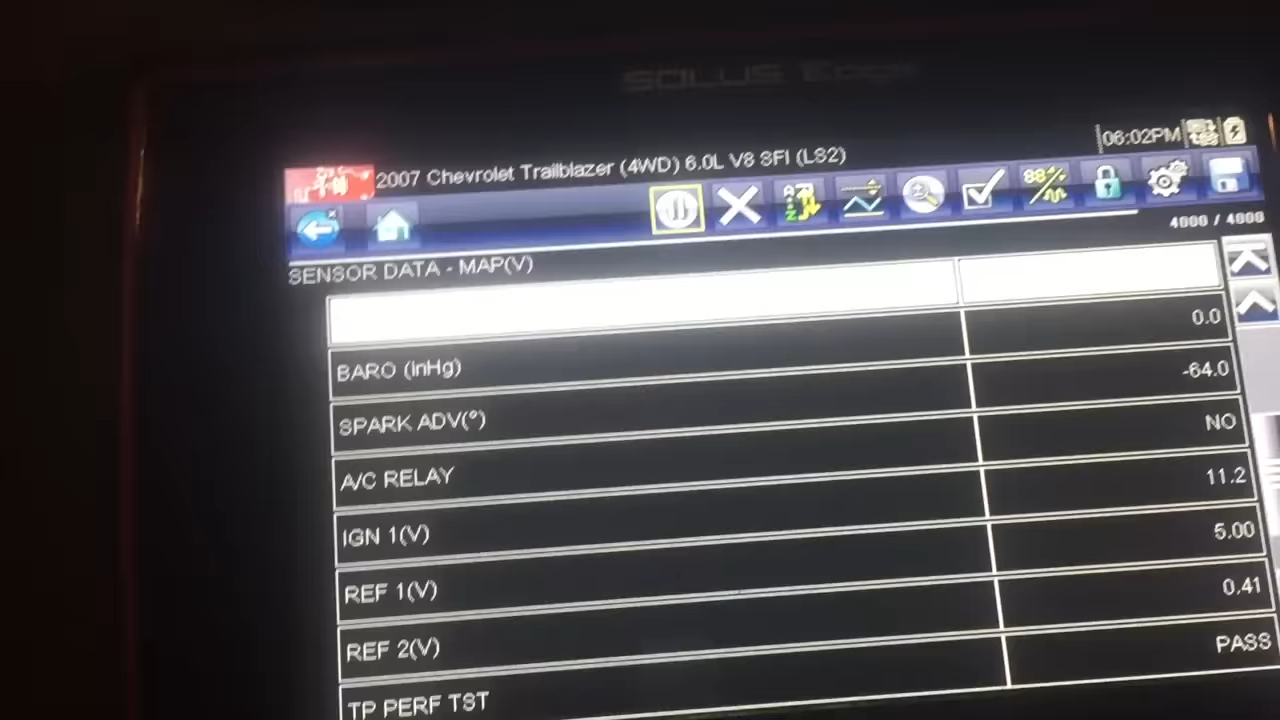 SOLUS Edge
06:02PM
2007 Chevrolet Trailblazer (4WD) 6.0L V8 SFI (LS2)
88%
4000 / 4000
SENSOR DATA - MAP(V)
BARO (InHg) 0.0
SPARK ADV(°) -64.0
A/C RELAY NO
IGN 1(V) 11.2
REF 1(V) 5.00
REF 2(V) 0.41
TP PERF TST PASS